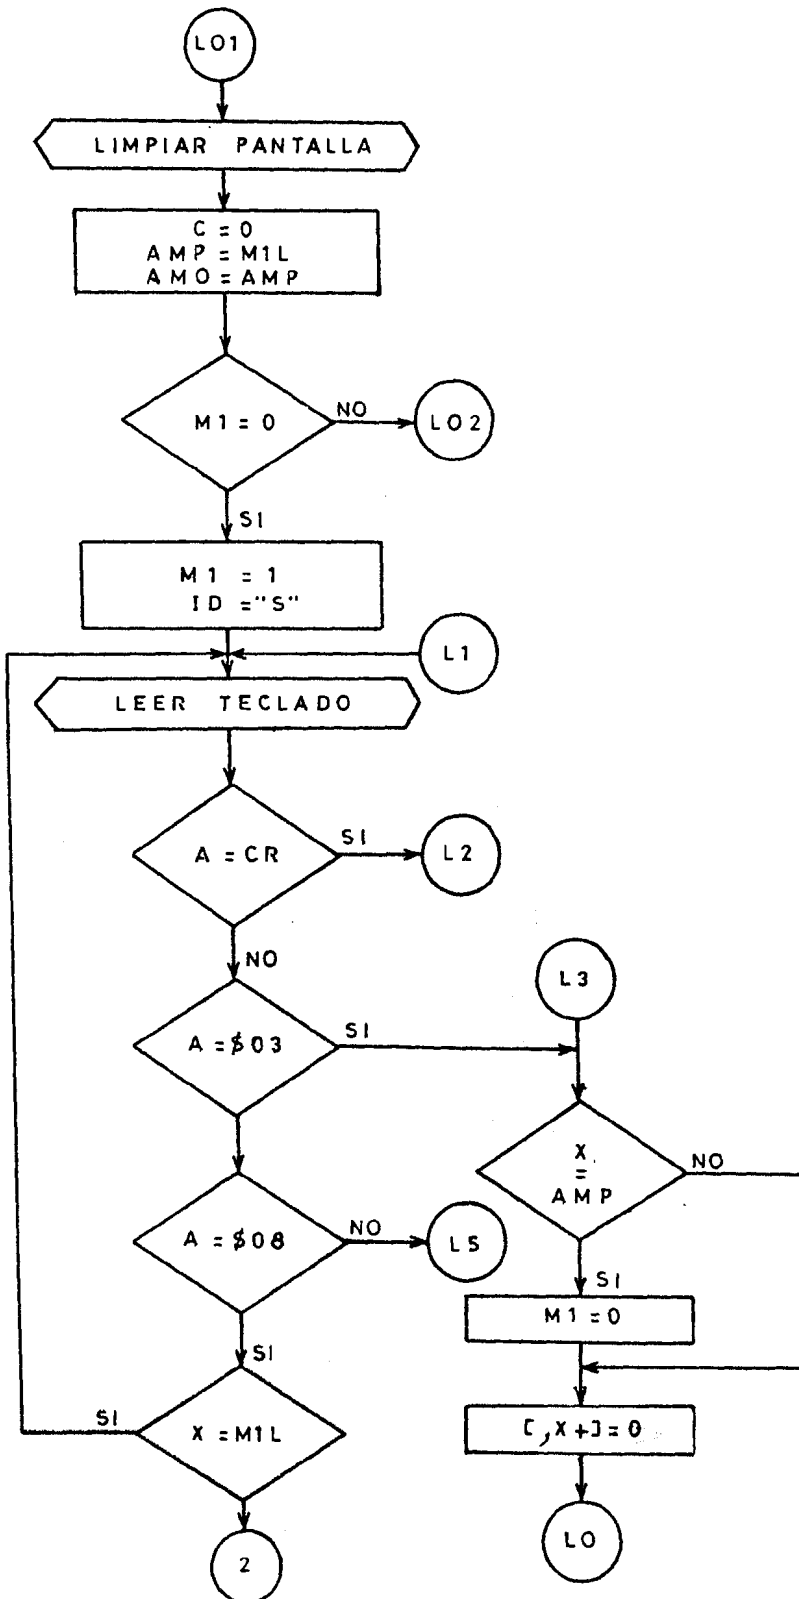 LO1
LIMPIAR PANTALLA
C = 0
AMP = M1L
AMO = AMP
M1 = 0
NO
LO2
SI
M1 = 1
ID ="S"
L1
LEER TECLADO
A = CR
SI
L2
NO
A =$03
SI
L3
X
=
AMP
NO
A =$08
NO
L5
SI
M1 = 0
SI
X =M1L
SI
[,X+]=0
2
LO